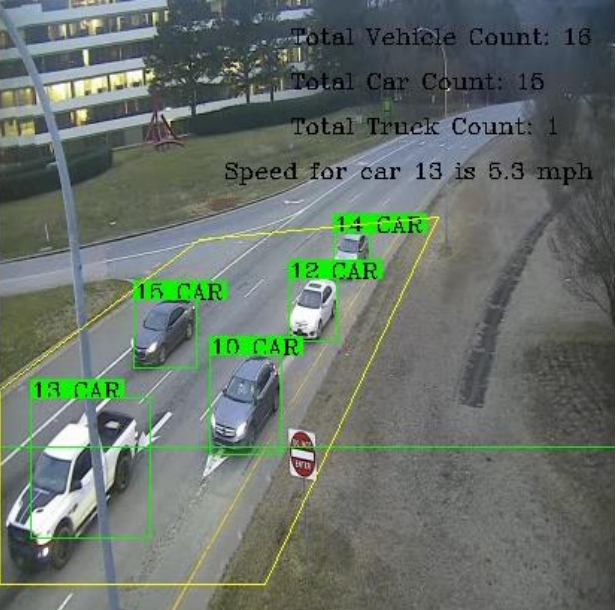 Total Vehicle Count: 16
Total Car Count: 15
Total Truck Count: 1
Speed for car 13 is 5.3 mph
14 CAR
12 CAR
15 CAR
10 CAR
13 CAR
DO NOT
ENTER